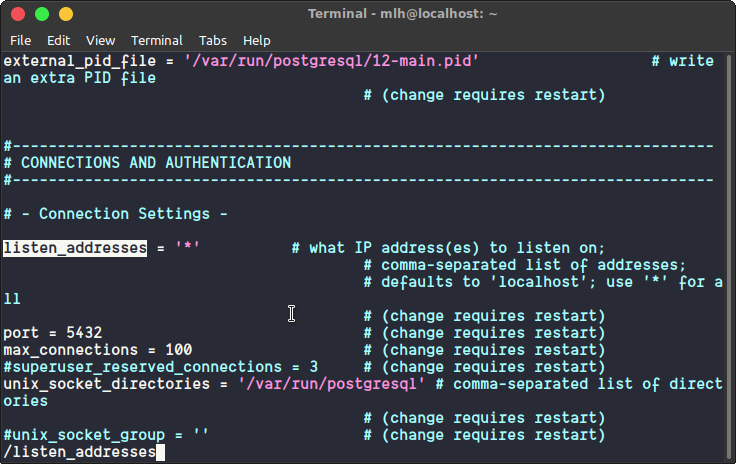 Terminal - mlh@localhost: ~
File Edit View Terminal Tabs Help
external_pid_file = '/var/run/postgresql/12-main.pid' # write
an extra PID file
# (change requires restart)
#------------------------------------------------------------------------------
# CONNECTIONS AND AUTHENTICATION
#------------------------------------------------------------------------------
# - Connection Settings -
listen_addresses = '*' # what IP address(es) to listen on;
# comma-separated list of addresses;
# defaults to 'localhost'; use '*' for a
ll
# (change requires restart)
port = 5432 # (change requires restart)
max_connections = 100 # (change requires restart)
#superuser_reserved_connections = 3 # (change requires restart)
unix_socket_directories = '/var/run/postgresql' # comma-separated list of direct
ories
# (change requires restart)
#unix_socket_group = '' # (change requires restart)
/listen_addresses